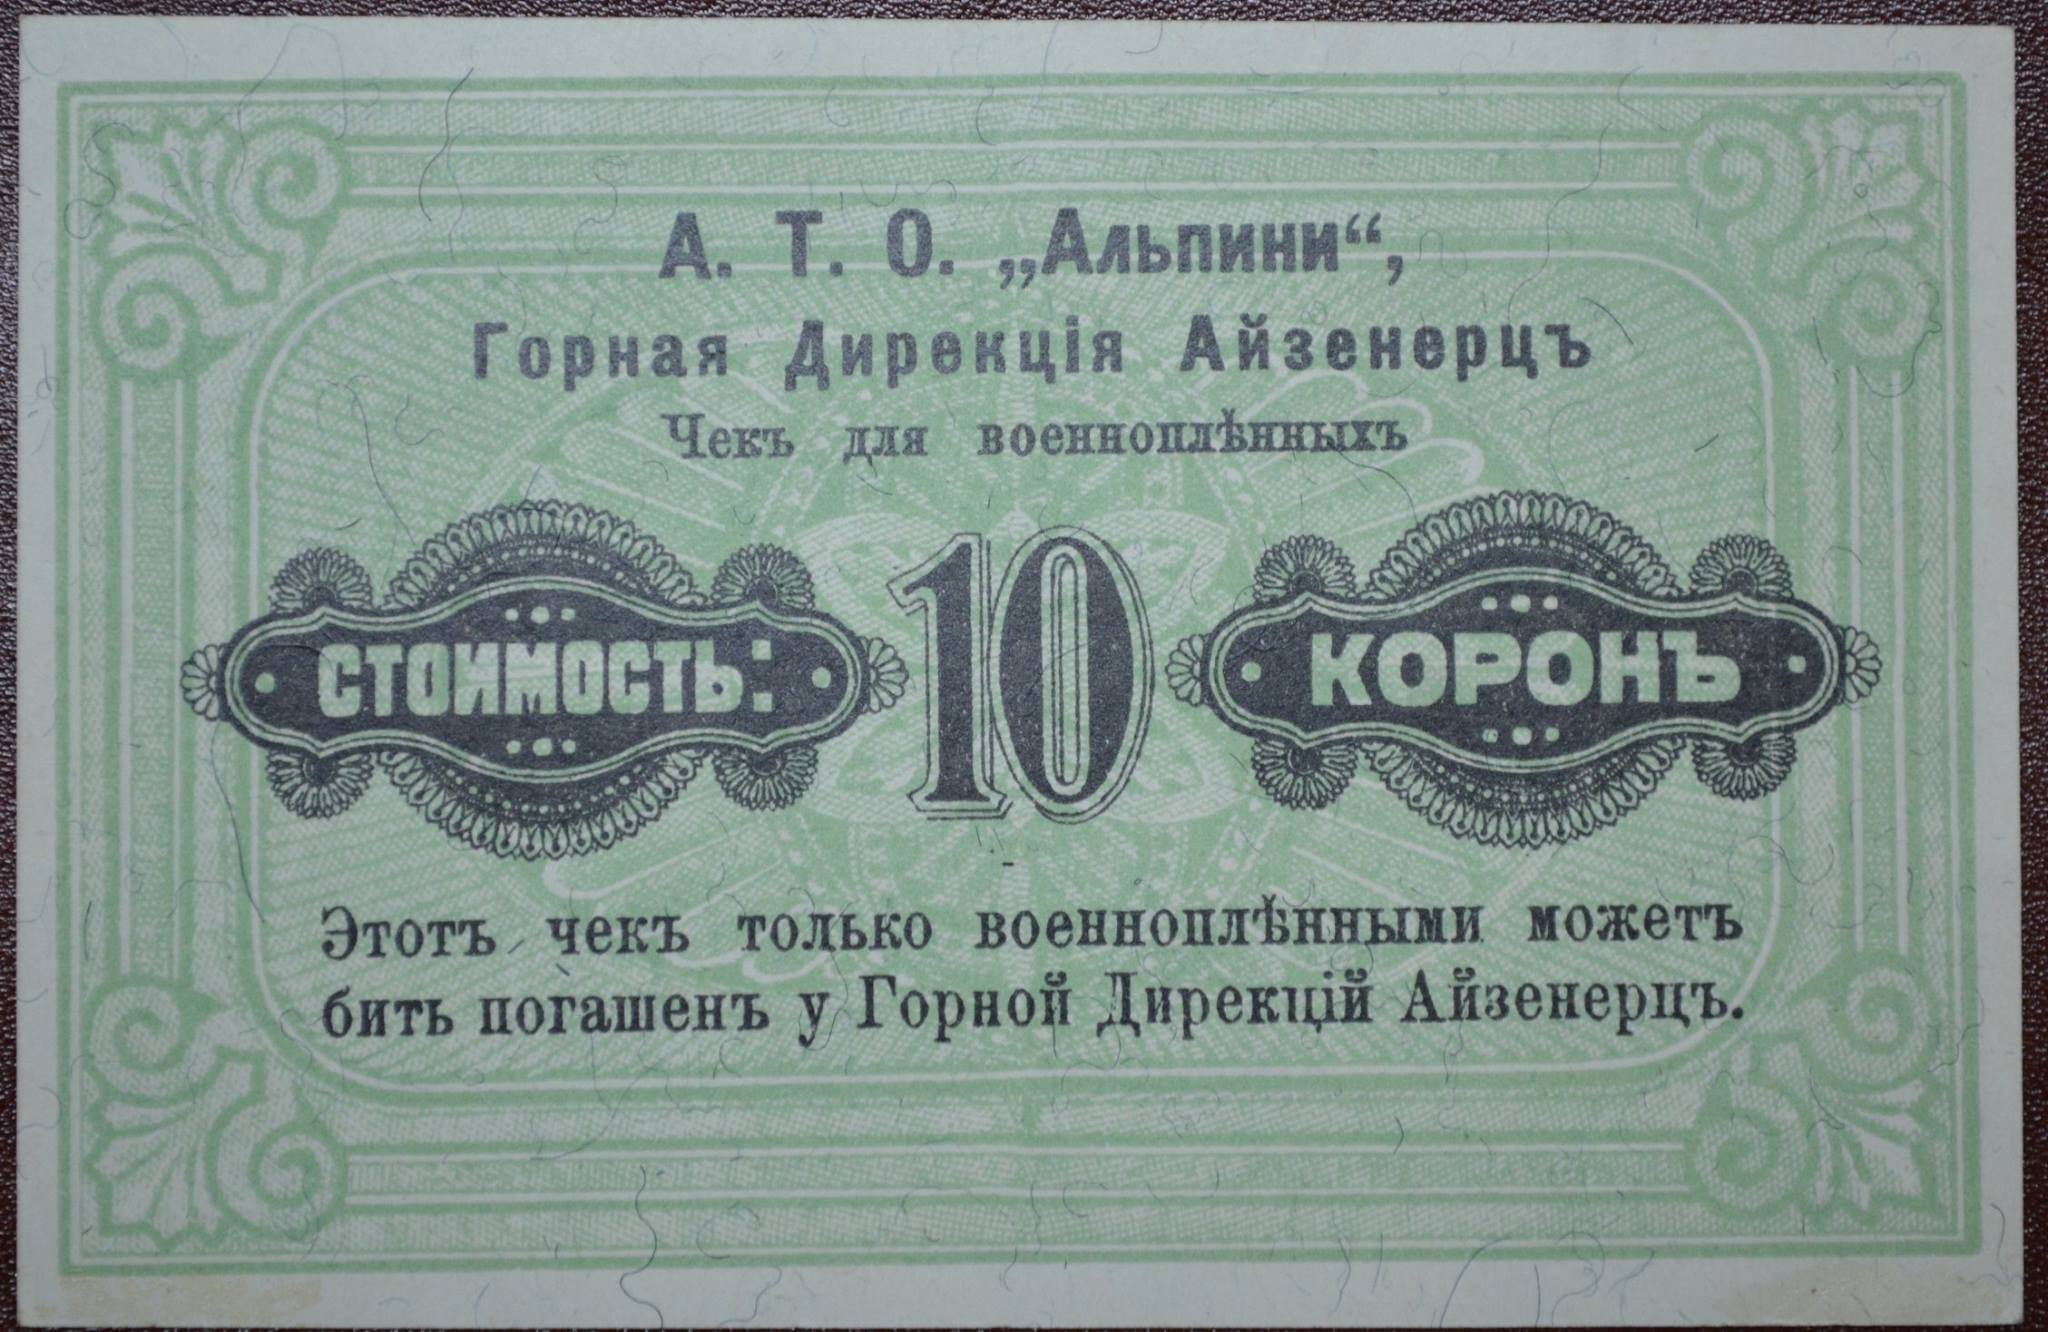 А. Т. О. „Альпини“,
Горная Дирекція Айзенерцъ
Чекъ для военноплѣнныхъ
СТОИМОСТЬ: 10 КОРОНЪ
Этотъ чекъ только военноплѣнными можетъ
бить погашенъ у Горной Дирекцій Айзенерцъ.